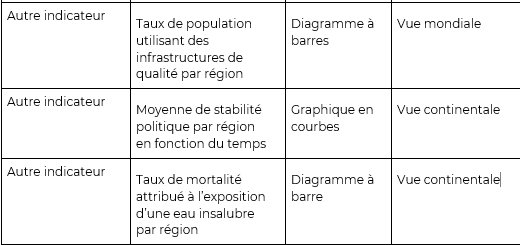 Autre indicateur
Taux de population
utilisant des
infrastructures de
qualité par région
Diagramme à
barres
Vue mondiale
Autre indicateur
Moyenne de stabilité
politique par région
en fonction du temps
Graphique en
courbes
Vue continentale
Autre indicateur
Taux de mortalité
attribué à l'exposition
d'une eau insalubre
par région
Diagramme à
barre
Vue continentale